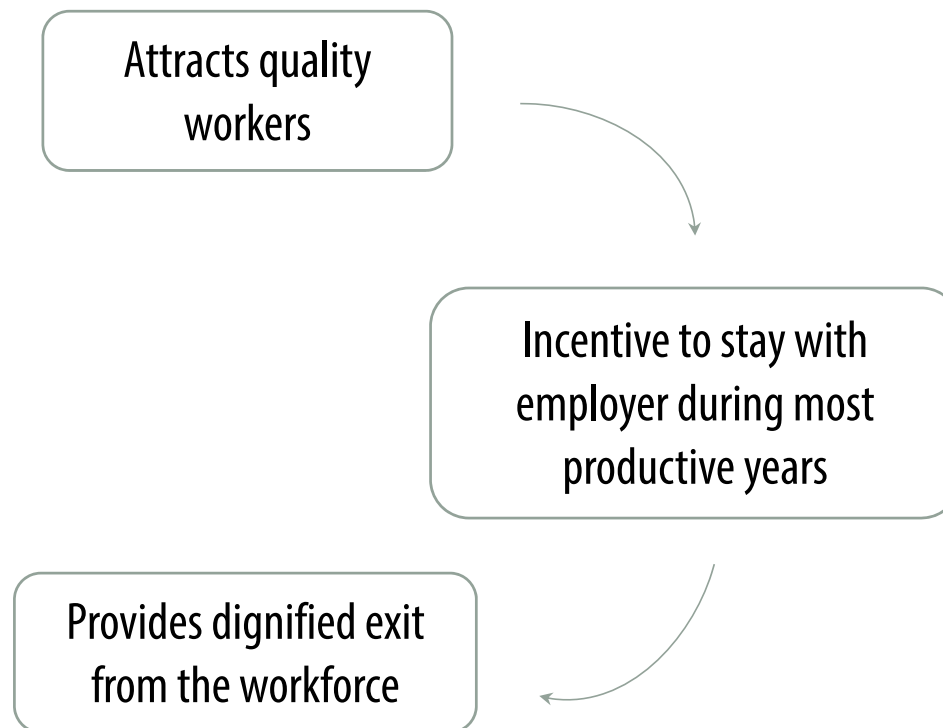 Attracts quality
workers
Incentive to stay with
employer during most
productive years
Provides dignified exit
from the workforce